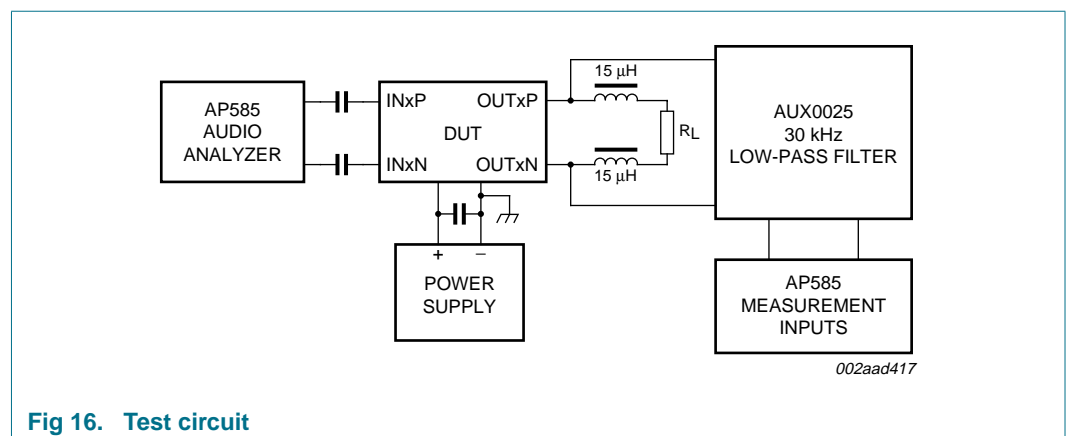 AP585
AUDIO
ANALYZER
INxP
INxN
DUT
OUTxP
OUTxN
15 μH
15 μH
RL
AUX0025
30 kHz
LOW-PASS FILTER
+
−
POWER
SUPPLY
AP585
MEASUREMENT
INPUTS
002aad417
Fig 16. Test circuit